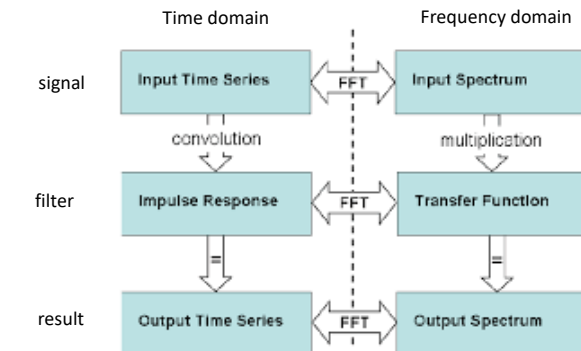 Time domain
Frequency domain
signal
Input Time Series
FFT
Input Spectrum
convolution
multiplication
filter
Impulse Response
FFT
Transfer Function
=
=
result
Output Time Series
FFT
Output Spectrum